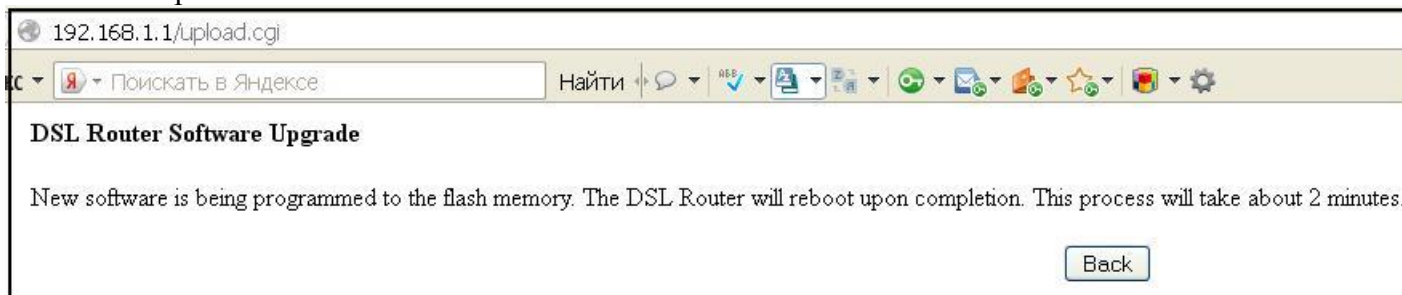 192.168.1.1/upload.cgi
Поискать в Яндексе Найти
DSL Router Software Upgrade
New software is being programmed to the flash memory. The DSL Router will reboot upon completion. This process will take about 2 minutes.
Back